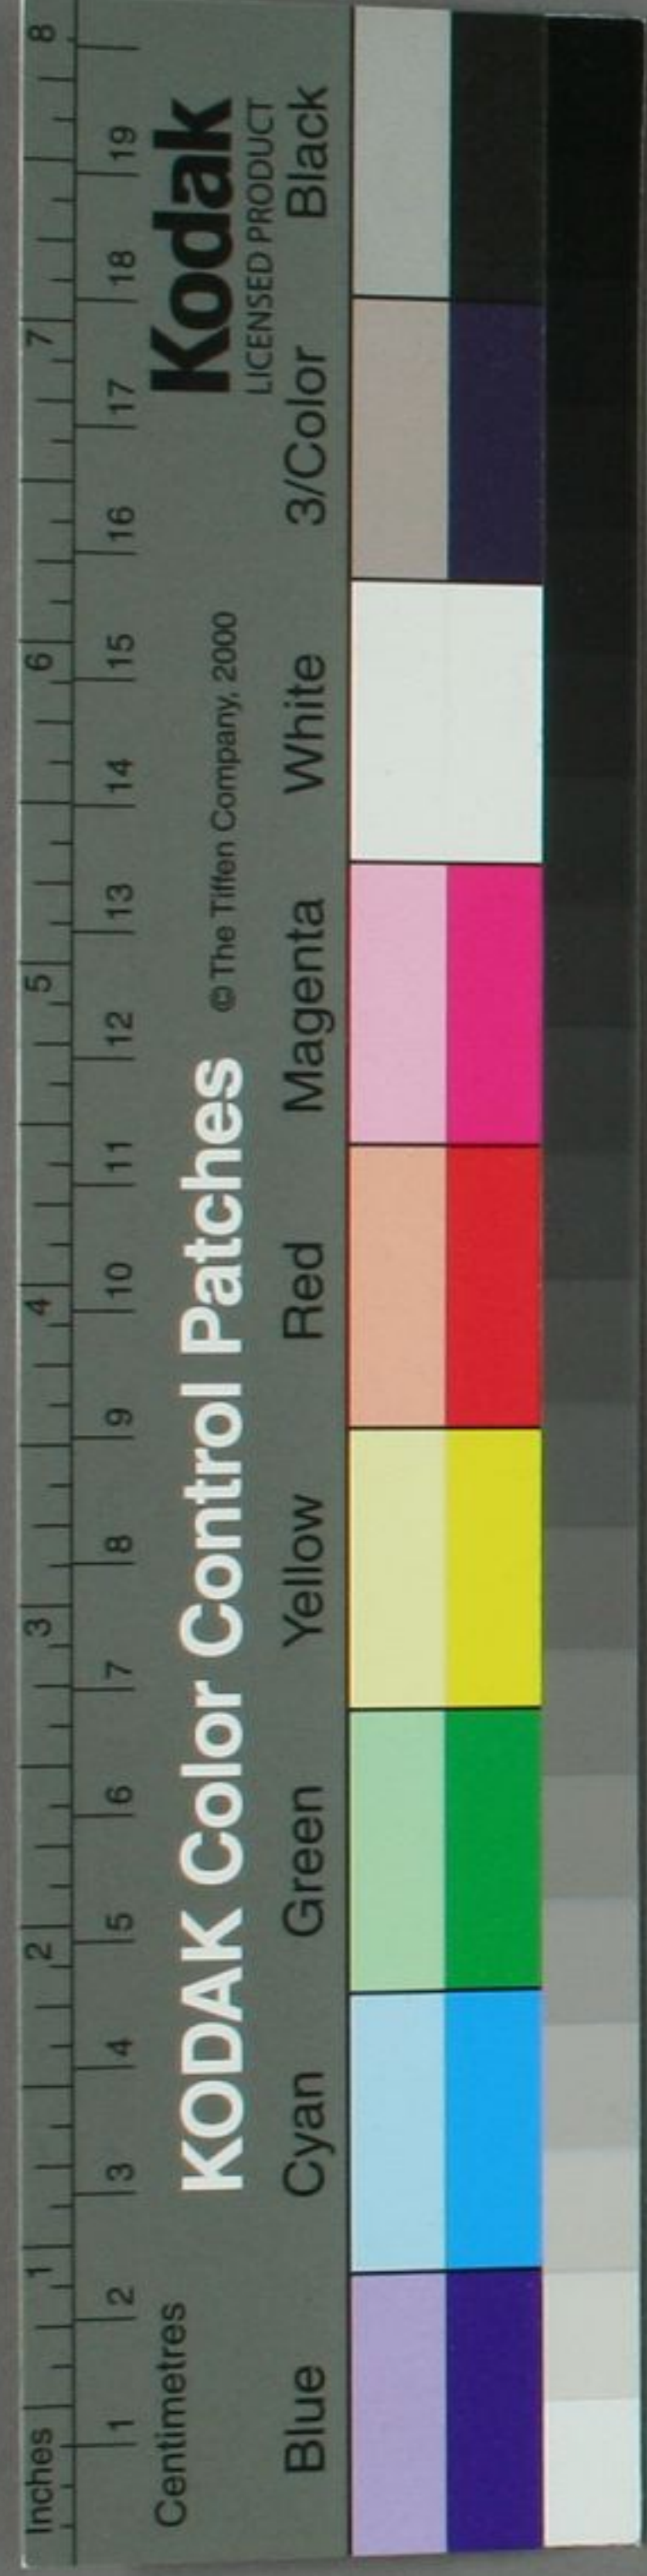 Inches 1 2 3 4 5 6 7 8
1 2 3 4 5 6 7 8 9 10 11 12 13 14 15 16 17 18 19
Centimetres
KODAK Color Control Patches © The Tiffen Company, 2000
Kodak
LICENSED PRODUCT
Blue Cyan Green Yellow Red Magenta White 3/Color Black